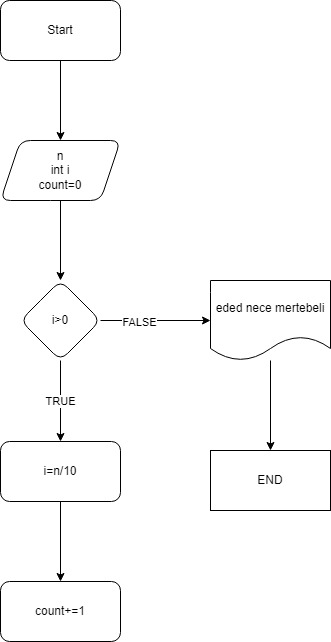 Start
n
int i
count=0
i>0
FALSE
eded nece mertebeli
TRUE
i=n/10
END
count+=1